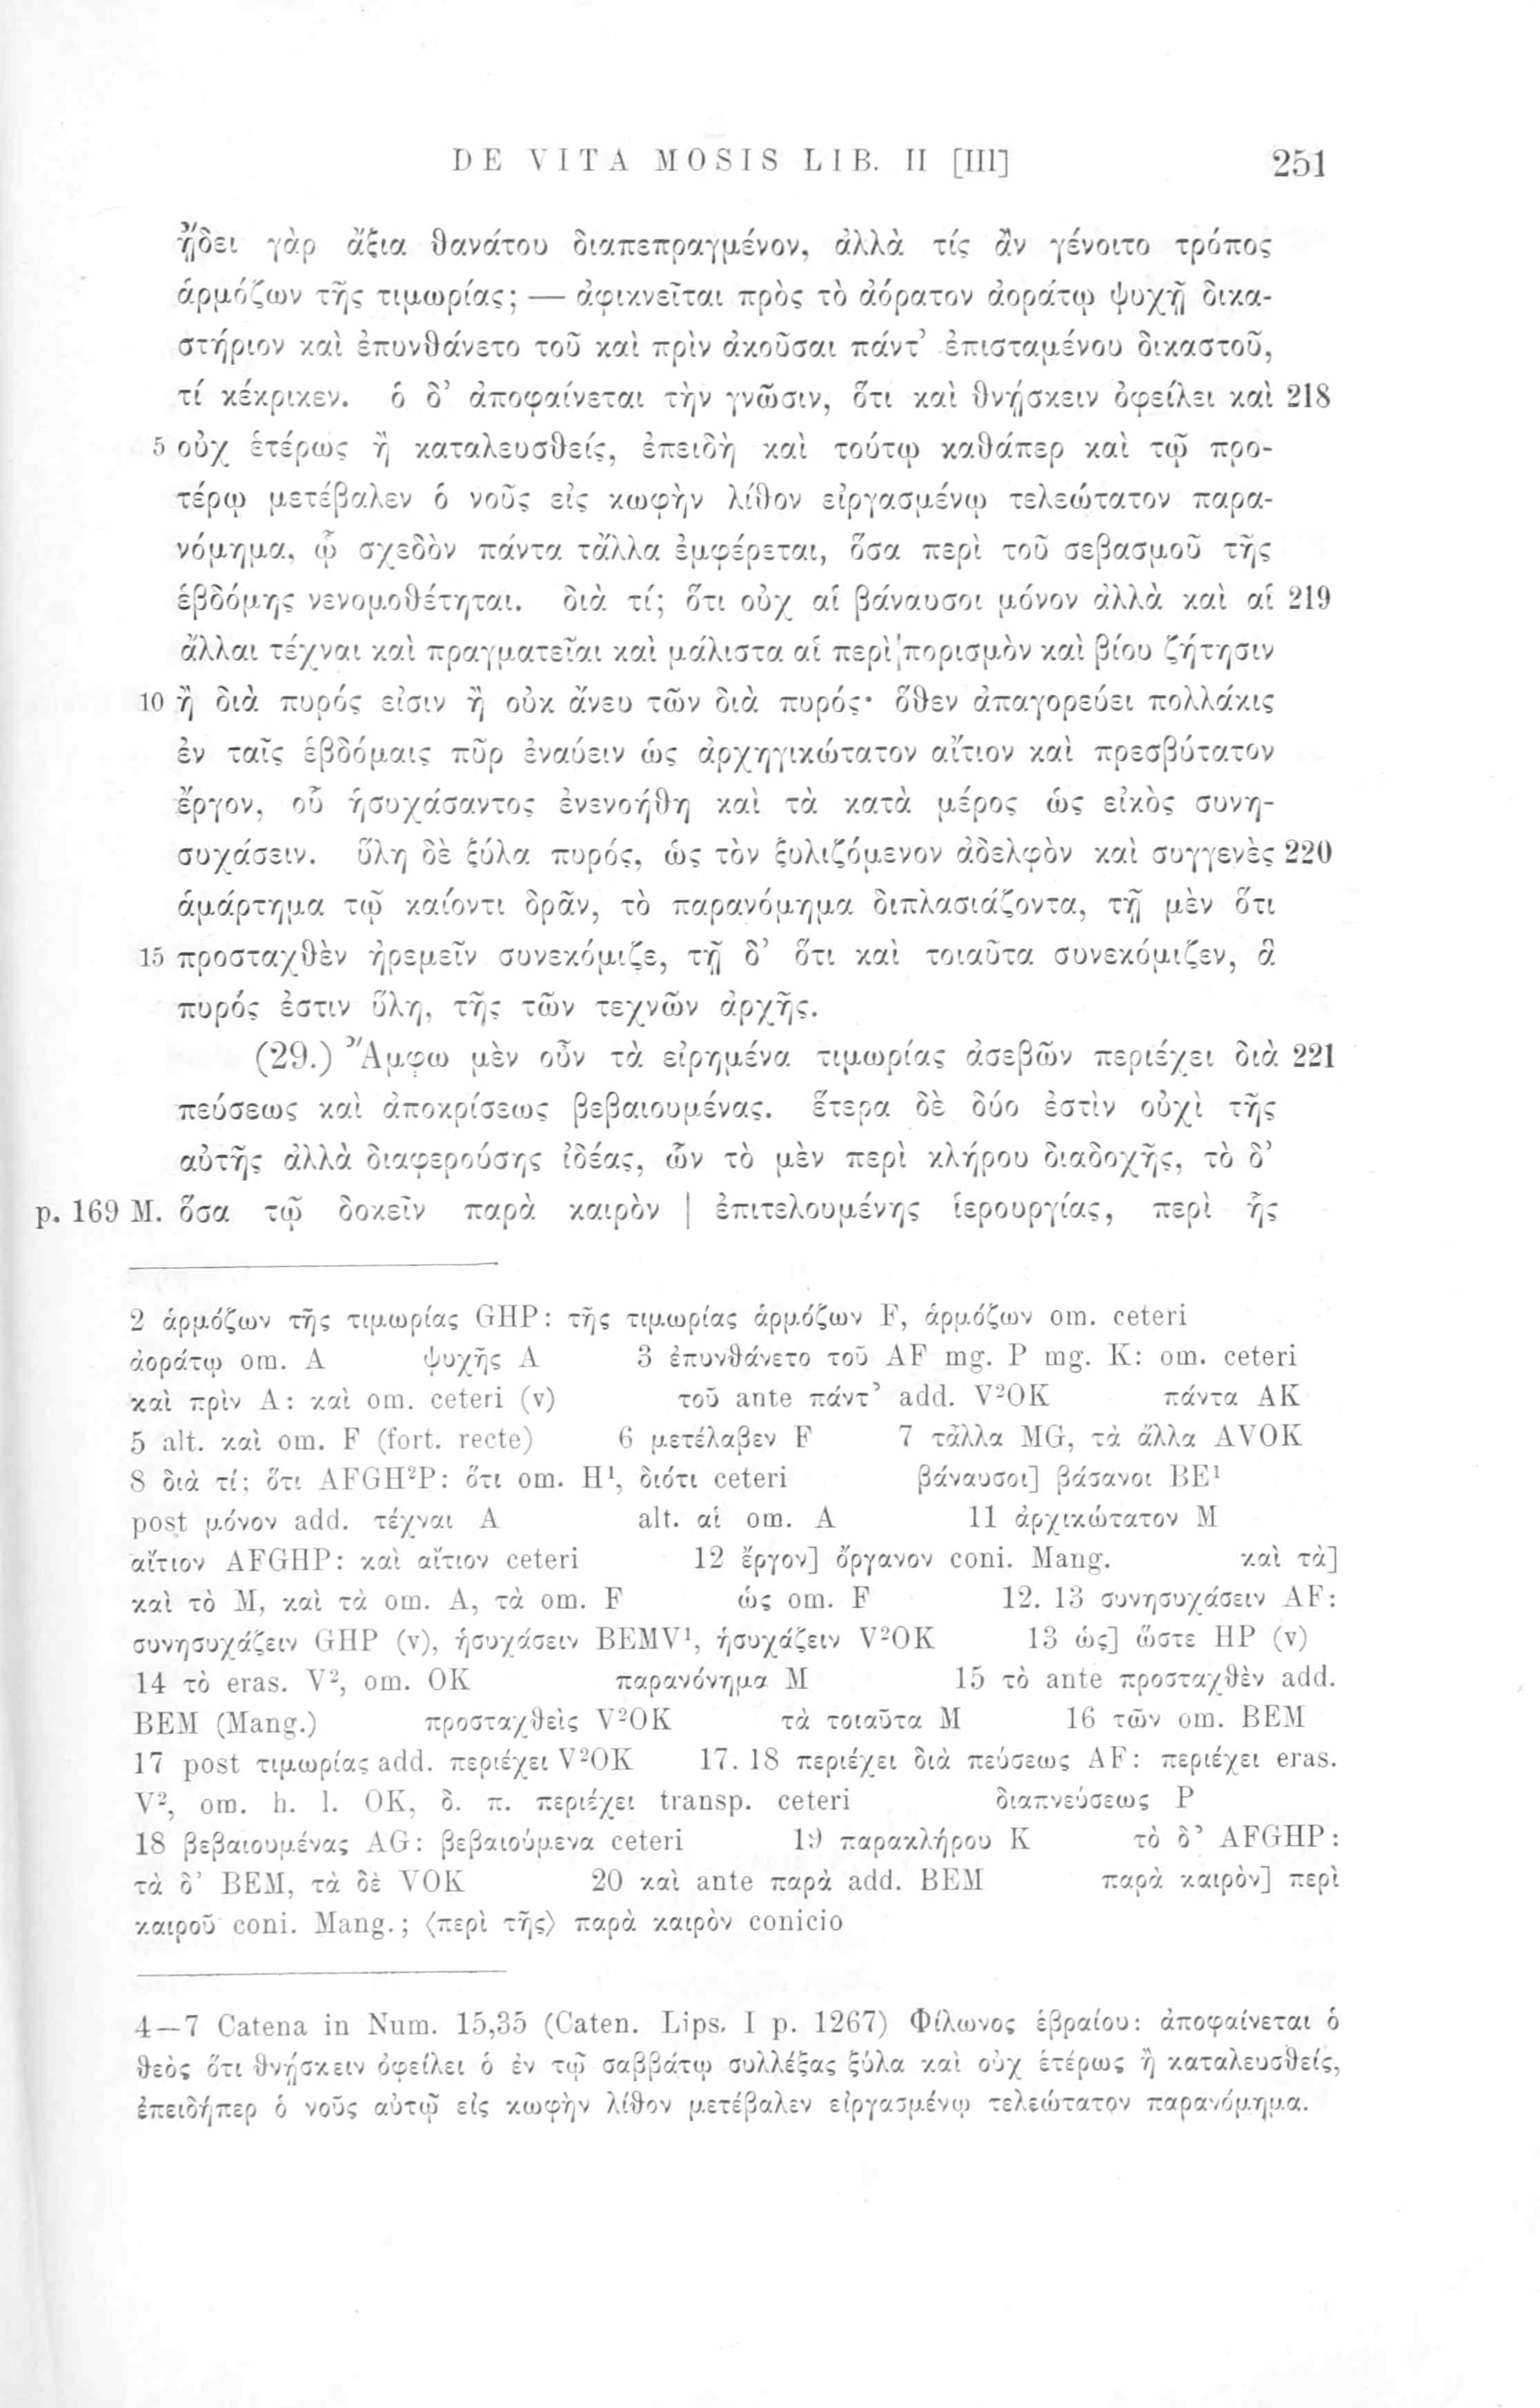 DE VITA MOSIS LIB. II [III] 251
ᾔδει γὰρ ἄξια θανάτου διαπεπραγμένον, ἀλλὰ τίς ἂν γένοιτο τρόπος
ἁρμόζων τῆς τιμωρίας; — ἀφικνεῖται πρὸς τὸ ἀόρατον ἀοράτῳ ψυχῇ δικα-
στήριον καὶ ἐπυνθάνετο τοῦ καὶ πρὶν ἀκοῦσαι πάντ’ ἐπισταμένου δικαστοῦ,
τί κέκρικεν. ὁ δ’ ἀποφαίνεται τὴν γνῶσιν, ὅτι καὶ θνῄσκειν ὀφείλει καὶ 218
5 οὐχ ἑτέρως ἢ καταλευσθείς, ἐπειδὴ καὶ τούτῳ καθάπερ καὶ τῷ προ-
τέρῳ μετέβαλεν ὁ νοῦς εἰς κωφὴν λίθον εἰργασμένῳ τελεώτατον παρα-
νόμημα, ᾧ σχεδὸν πάντα τἄλλα ἐμφέρεται, ὅσα περὶ τοῦ σεβασμοῦ τῆς
ἑβδόμης νενομοθέτηται. διὰ τί; ὅτι οὐχ αἱ βάναυσοι μόνον ἀλλὰ καὶ αἱ 219
ἄλλαι τέχναι καὶ πραγματεῖαι καὶ μάλιστα αἱ περὶ πορισμὸν καὶ βίου ζήτησιν
10 ἢ διὰ πυρός εἰσιν ἢ οὐκ ἄνευ τῶν διὰ πυρός· ὅθεν ἀπαγορεύει πολλάκις
ἐν ταῖς ἑβδόμαις πῦρ ἐναύειν ὡς ἀρχηγικώτατον αἴτιον καὶ πρεσβύτατον
ἔργον, οὗ ἡσυχάσαντος ἐνενοήθη καὶ τὰ κατὰ μέρος ὡς εἰκὸς συνη-
συχάσειν. ὕλη δὲ ξύλα πυρός, ὡς τὸν ξυλιζόμενον ἀδελφὸν καὶ συγγενὲς 220
ἁμάρτημα τῷ καίοντι δρᾶν, τὸ παρανόμημα διπλασιάζοντα, τῇ μὲν ὅτι
15 προσταχθὲν ἠρεμεῖν συνεκόμιζε, τῇ δ’ ὅτι καὶ τοιαῦτα συνεκόμιζεν, ἃ
πυρός ἐστιν ὕλη, τῆς τῶν τεχνῶν ἀρχῆς.
(29.) Ἄμφω μὲν οὖν τὰ εἰρημένα τιμωρίας ἀσεβῶν περιέχει διὰ 221
πεύσεως καὶ ἀποκρίσεως βεβαιουμένας. ἕτερα δὲ δύο ἐστὶν οὐχὶ τῆς
αὐτῆς ἀλλὰ διαφερούσης ἰδέας, ὧν τὸ μὲν περὶ κλήρου διαδοχῆς, τὸ δ’
p. 169 M. ὅσα τῷ δοκεῖν παρὰ καιρὸν | ἐπιτελουμένης ἱερουργίας, περὶ ἧς
2 ἁρμόζων τῆς τιμωρίας GHP: τῆς τιμωρίας ἁρμόζων F, ἁρμόζων om. ceteri
ἀοράτῳ om. A ψυχῆς A 3 ἐπυνθάνετο τοῦ AF mg. P mg. K: om. ceteri
καὶ πρὶν A: καὶ om. ceteri (v) τοῦ ante πάντ’ add. V²OK πάντα AK
5 alt. καὶ om. F (fort. recte) 6 μετέλαβεν F 7 τἆλλα MG, τὰ ἄλλα AVOK
8 διὰ τί; ὅτι AFGH²P: ὅτι om. H¹, διότι ceteri βάναυσοι] βάσανοι BE¹
post μόνον add. τέχναι A alt. αἱ om. A 11 ἀρχικώτατον M
αἴτιον AFGHP: καὶ αἴτιον ceteri 12 ἔργον] ὄργανον coni. Mang. καὶ τὰ]
καὶ τὸ M, καὶ τὰ om. A, τὰ om. F ὡς om. F 12. 13 συνησυχάσειν AF:
συνησυχάζειν GHP (v), ἡσυχάσειν BEMV¹, ἡσυχάζειν V²OK 13 ὡς] ὥστε HP (v)
14 τὸ eras. V², om. OK παρανόνημα M 15 τὸ ante προσταχθὲν add.
BEM (Mang.) προσταχθεὶς V²OK τὰ τοιαῦτα M 16 τῶν om. BEM
17 post τιμωρίας add. περιέχει V²OK 17. 18 περιέχει διὰ πεύσεως AF: περιέχει eras.
V², om. h. l. OK, δ. π. περιέχει transp. ceteri διαπνεύσεως P
18 βεβαιουμένας AG: βεβαιούμενα ceteri 19 παρακλήρου K τὸ δ’ AFGHP:
τὰ δ’ BEM, τὰ δὲ VOK 20 καὶ ante παρὰ add. BEM παρὰ καιρὸν] περὶ
καιροῦ coni. Mang.; ⟨περὶ τῆς⟩ παρὰ καιρὸν conicio
4—7 Catena in Num. 15,35 (Caten. Lips. I p. 1267) Φίλωνος ἑβραίου: ἀποφαίνεται ὁ
θεὸς ὅτι θνῄσκειν ὀφείλει ὁ ἐν τῷ σαββάτῳ συλλέξας ξύλα καὶ οὐχ ἑτέρως ἢ καταλευσθείς,
ἐπειδήπερ ὁ νοῦς αὐτῷ εἰς κωφὴν λίθον μετέβαλεν εἰργασμένῳ τελεώτατον παρανόμημα.